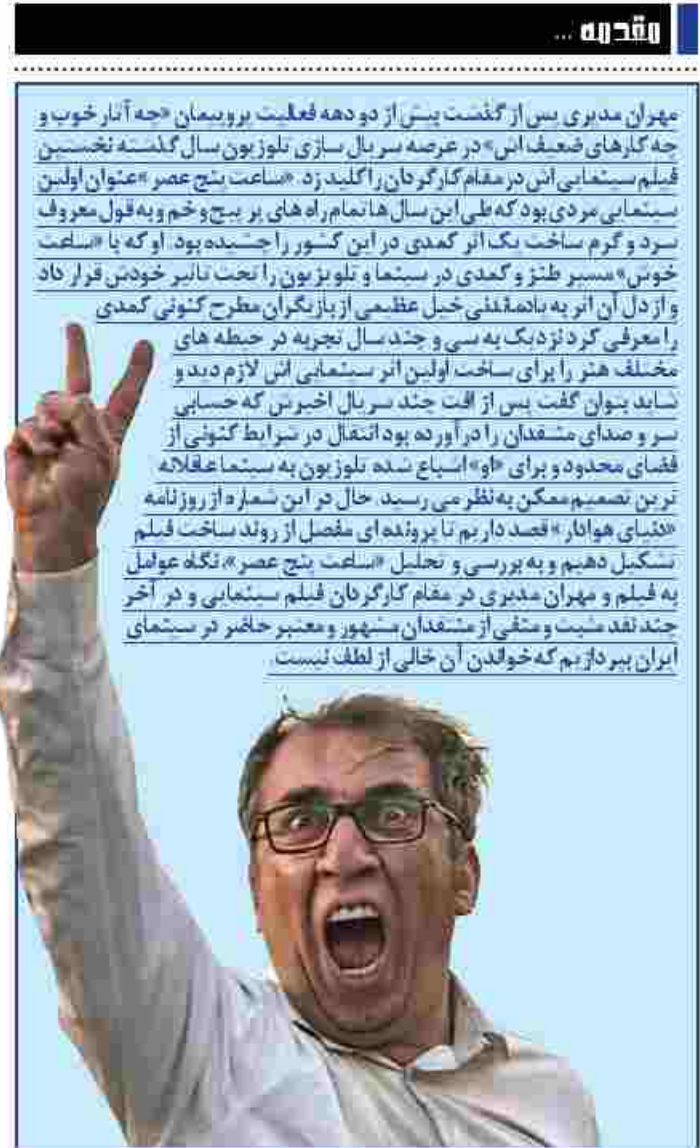 مقدمه ...
مهران مدیری پس از گذشت بیش از دو دهه فعالیت پروپیمان «چه آثار خوب و
چه کارهای ضعیف اش» در عرصه سریال سازی تلوزیون سال گذشته نخستین
فیلم سینمایی اش در مقام کارگردان را کلید زد. «ساعت پنج عصر» عنوان اولین
سینمایی مردی بود که طی این سال ها تمام راه های پر پیچ و خم و به قول معروف
سرد و گرم ساخت یک اثر کمدی در این کشور را چشیده بود. او که با «ساعت
خوش» مسیر طنز و کمدی در سینما و تلویزیون را تحت تاثیر خودش قرار داد
و از دل آن اثر به یادماندنی خیل عظیمی از بازیگران مطرح کنونی کمدی
را معرفی کرد نزدیک به سی و چند سال تجربه در حیطه های
مختلف هنر را برای ساخت اولین اثر سینمایی اش لازم دید و
شاید بتوان گفت پس از افت چند سریال اخیرش که حسابی
سر و صدای منتقدان را درآورده بود انتقال در شرایط کنونی از
فضای محدود و برای «او» اشباع شده تلوزیون به سینما عاقلانه
ترین تصمیم ممکن به نظر می رسید. حال در این شماره از روزنامه
«دنیای هوادار» قصد داریم تا پرونده ای مفصل از روند ساخت فیلم
تشکیل دهیم و به بررسی و تحلیل «ساعت پنج عصر»، نگاه عوامل
به فیلم و مهران مدیری در مقام کارگردان فیلم سینمایی و در آخر
چند نقد مثبت و منفی از منتقدان مشهور و معتبر حاضر در سینمای
ایران بپردازیم که خواندن آن خالی از لطف نیست.